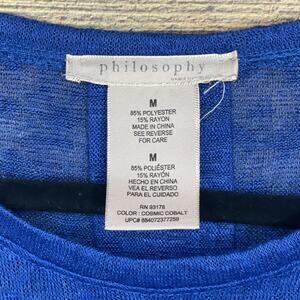 philosophy
M
85% POLYESTER
15% RAYON
MADE IN CHINA
SEE REVERSE
FOR CARE
M
85% POLIÉSTER
15% RAYÓN
HECHO EN CHINA
VEA EL REVERSO
PARA EL CUIDADO
RN 93178
COLOR : COSMIC COBALT
UPC# 684072377259